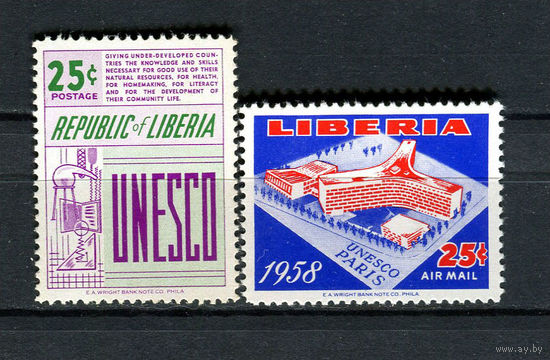 GIVING UNDER-DEVELOPED COUN-
TRIES THE KNOWLEDGE AND SKILLS
NECESSARY FOR GOOD USE OF THEIR
NATURAL RESOURCES, FOR HEALTH,
FOR HOMEMAKING, FOR LITERACY
AND FOR THE DEVELOPMENT OF
THEIR COMMUNITY LIFE.
25¢
POSTAGE
REPUBLIC of LIBERIA
UNESCO
E.A. WRIGHT BANK NOTE CO. PHILA.
LIBERIA
UNESCO
PARIS
1958
25¢
AIR MAIL
E.A. WRIGHT BANK NOTE CO. PHILA.
www.ay.by